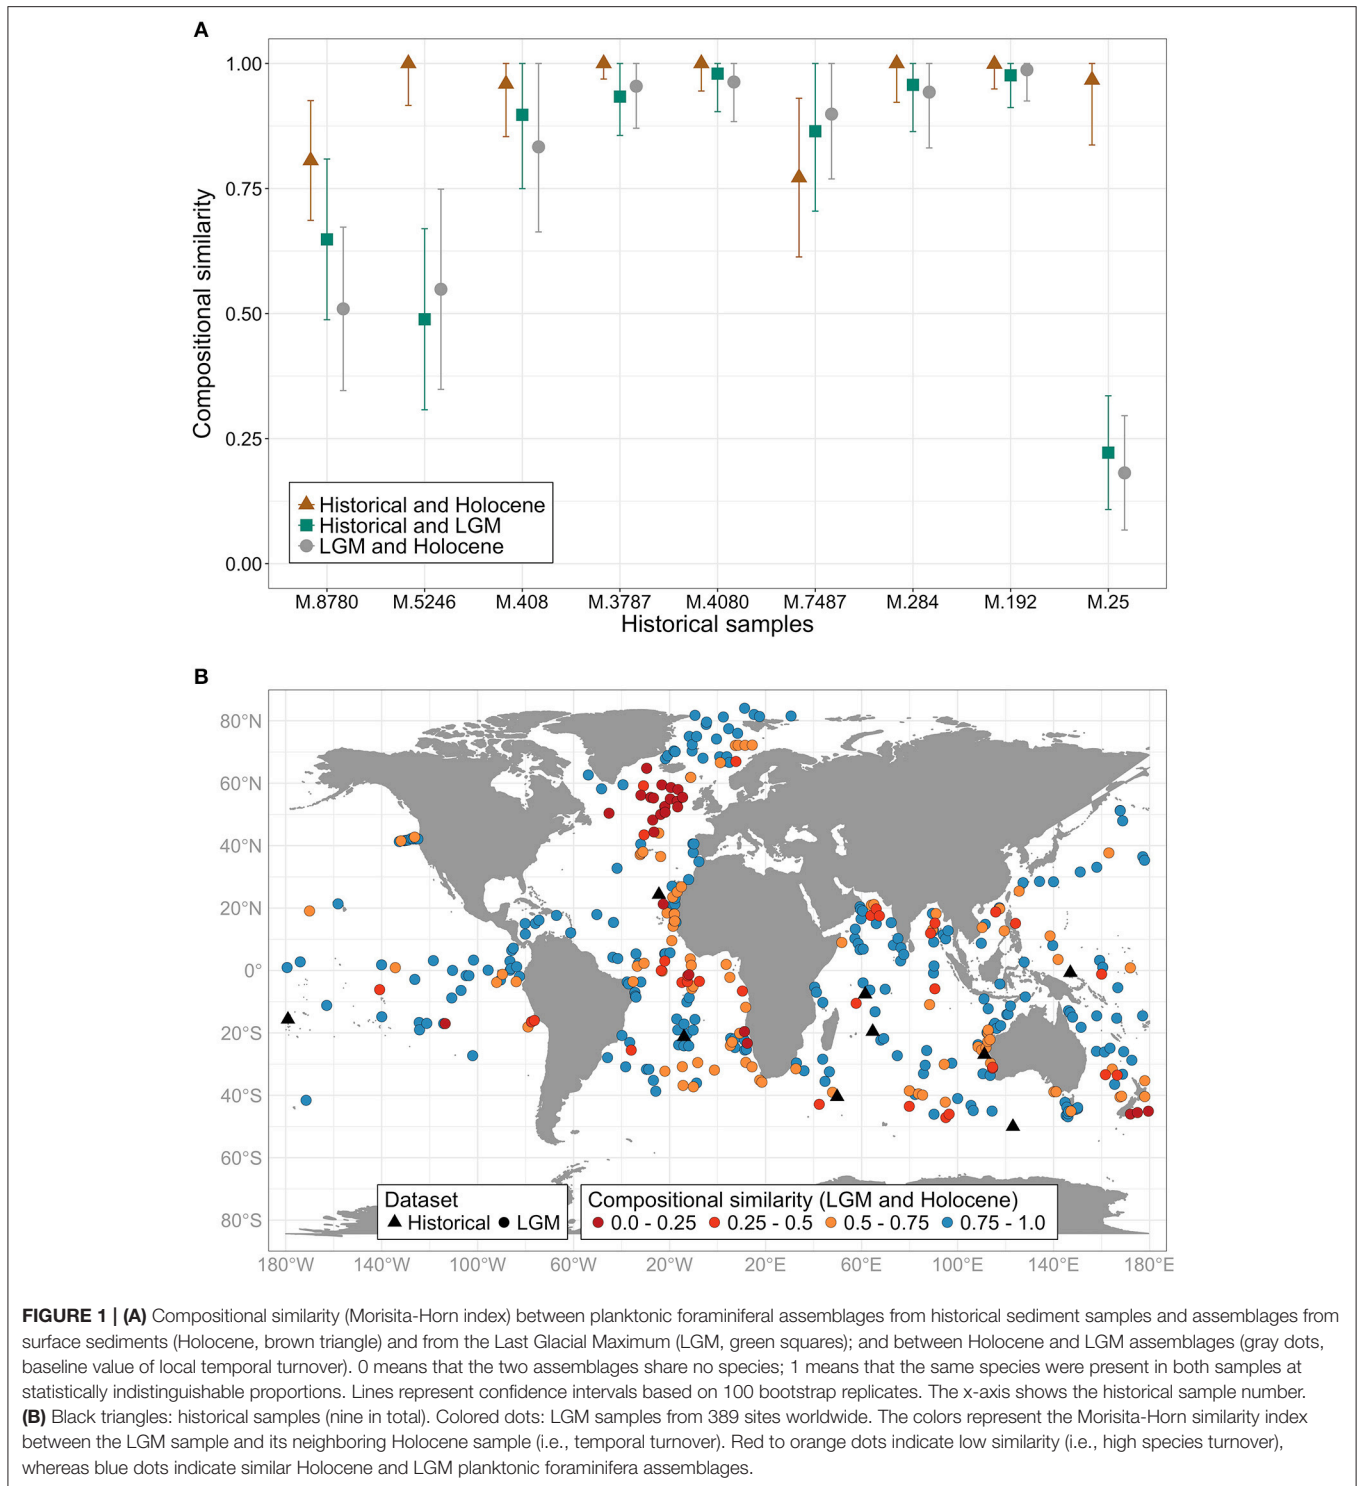 A
1.00
0.75
0.50
0.25
0.00
Compositional similarity
Historical and Holocene
Historical and LGM
LGM and Holocene
M.8780 M.5246 M.408 M.3787 M.4080 M.7487 M.284 M.192 M.25
Historical samples
B
80°N
60°N
40°N
20°N
0°
20°S
40°S
60°S
80°S
Dataset
Historical LGM
Compositional similarity (LGM and Holocene)
0.0 - 0.25 0.25 - 0.5 0.5 - 0.75 0.75 - 1.0
180°W 140°W 100°W 60°W 20°W 20°E 60°E 100°E 140°E 180°E
FIGURE 1 | (A) Compositional similarity (Morisita-Horn index) between planktonic foraminiferal assemblages from historical sediment samples and assemblages from
surface sediments (Holocene, brown triangle) and from the Last Glacial Maximum (LGM, green squares); and between Holocene and LGM assemblages (gray dots,
baseline value of local temporal turnover). 0 means that the two assemblages share no species; 1 means that the same species were present in both samples at
statistically indistinguishable proportions. Lines represent confidence intervals based on 100 bootstrap replicates. The x-axis shows the historical sample number.
(B) Black triangles: historical samples (nine in total). Colored dots: LGM samples from 389 sites worldwide. The colors represent the Morisita-Horn similarity index
between the LGM sample and its neighboring Holocene sample (i.e., temporal turnover). Red to orange dots indicate low similarity (i.e., high species turnover),
whereas blue dots indicate similar Holocene and LGM planktonic foraminifera assemblages.